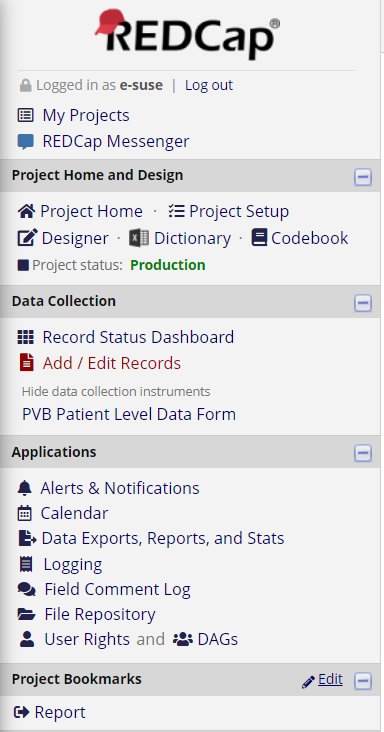 REDCap®
Logged in as e-suse | Log out
My Projects
REDCap Messenger
Project Home and Design
Project Home · Project Setup
Designer · Dictionary · Codebook
Project status: Production
Data Collection
Record Status Dashboard
Add / Edit Records
Hide data collection instruments
PVB Patient Level Data Form
Applications
Alerts & Notifications
Calendar
Data Exports, Reports, and Stats
Logging
Field Comment Log
File Repository
User Rights and DAGs
Project Bookmarks Edit
Report